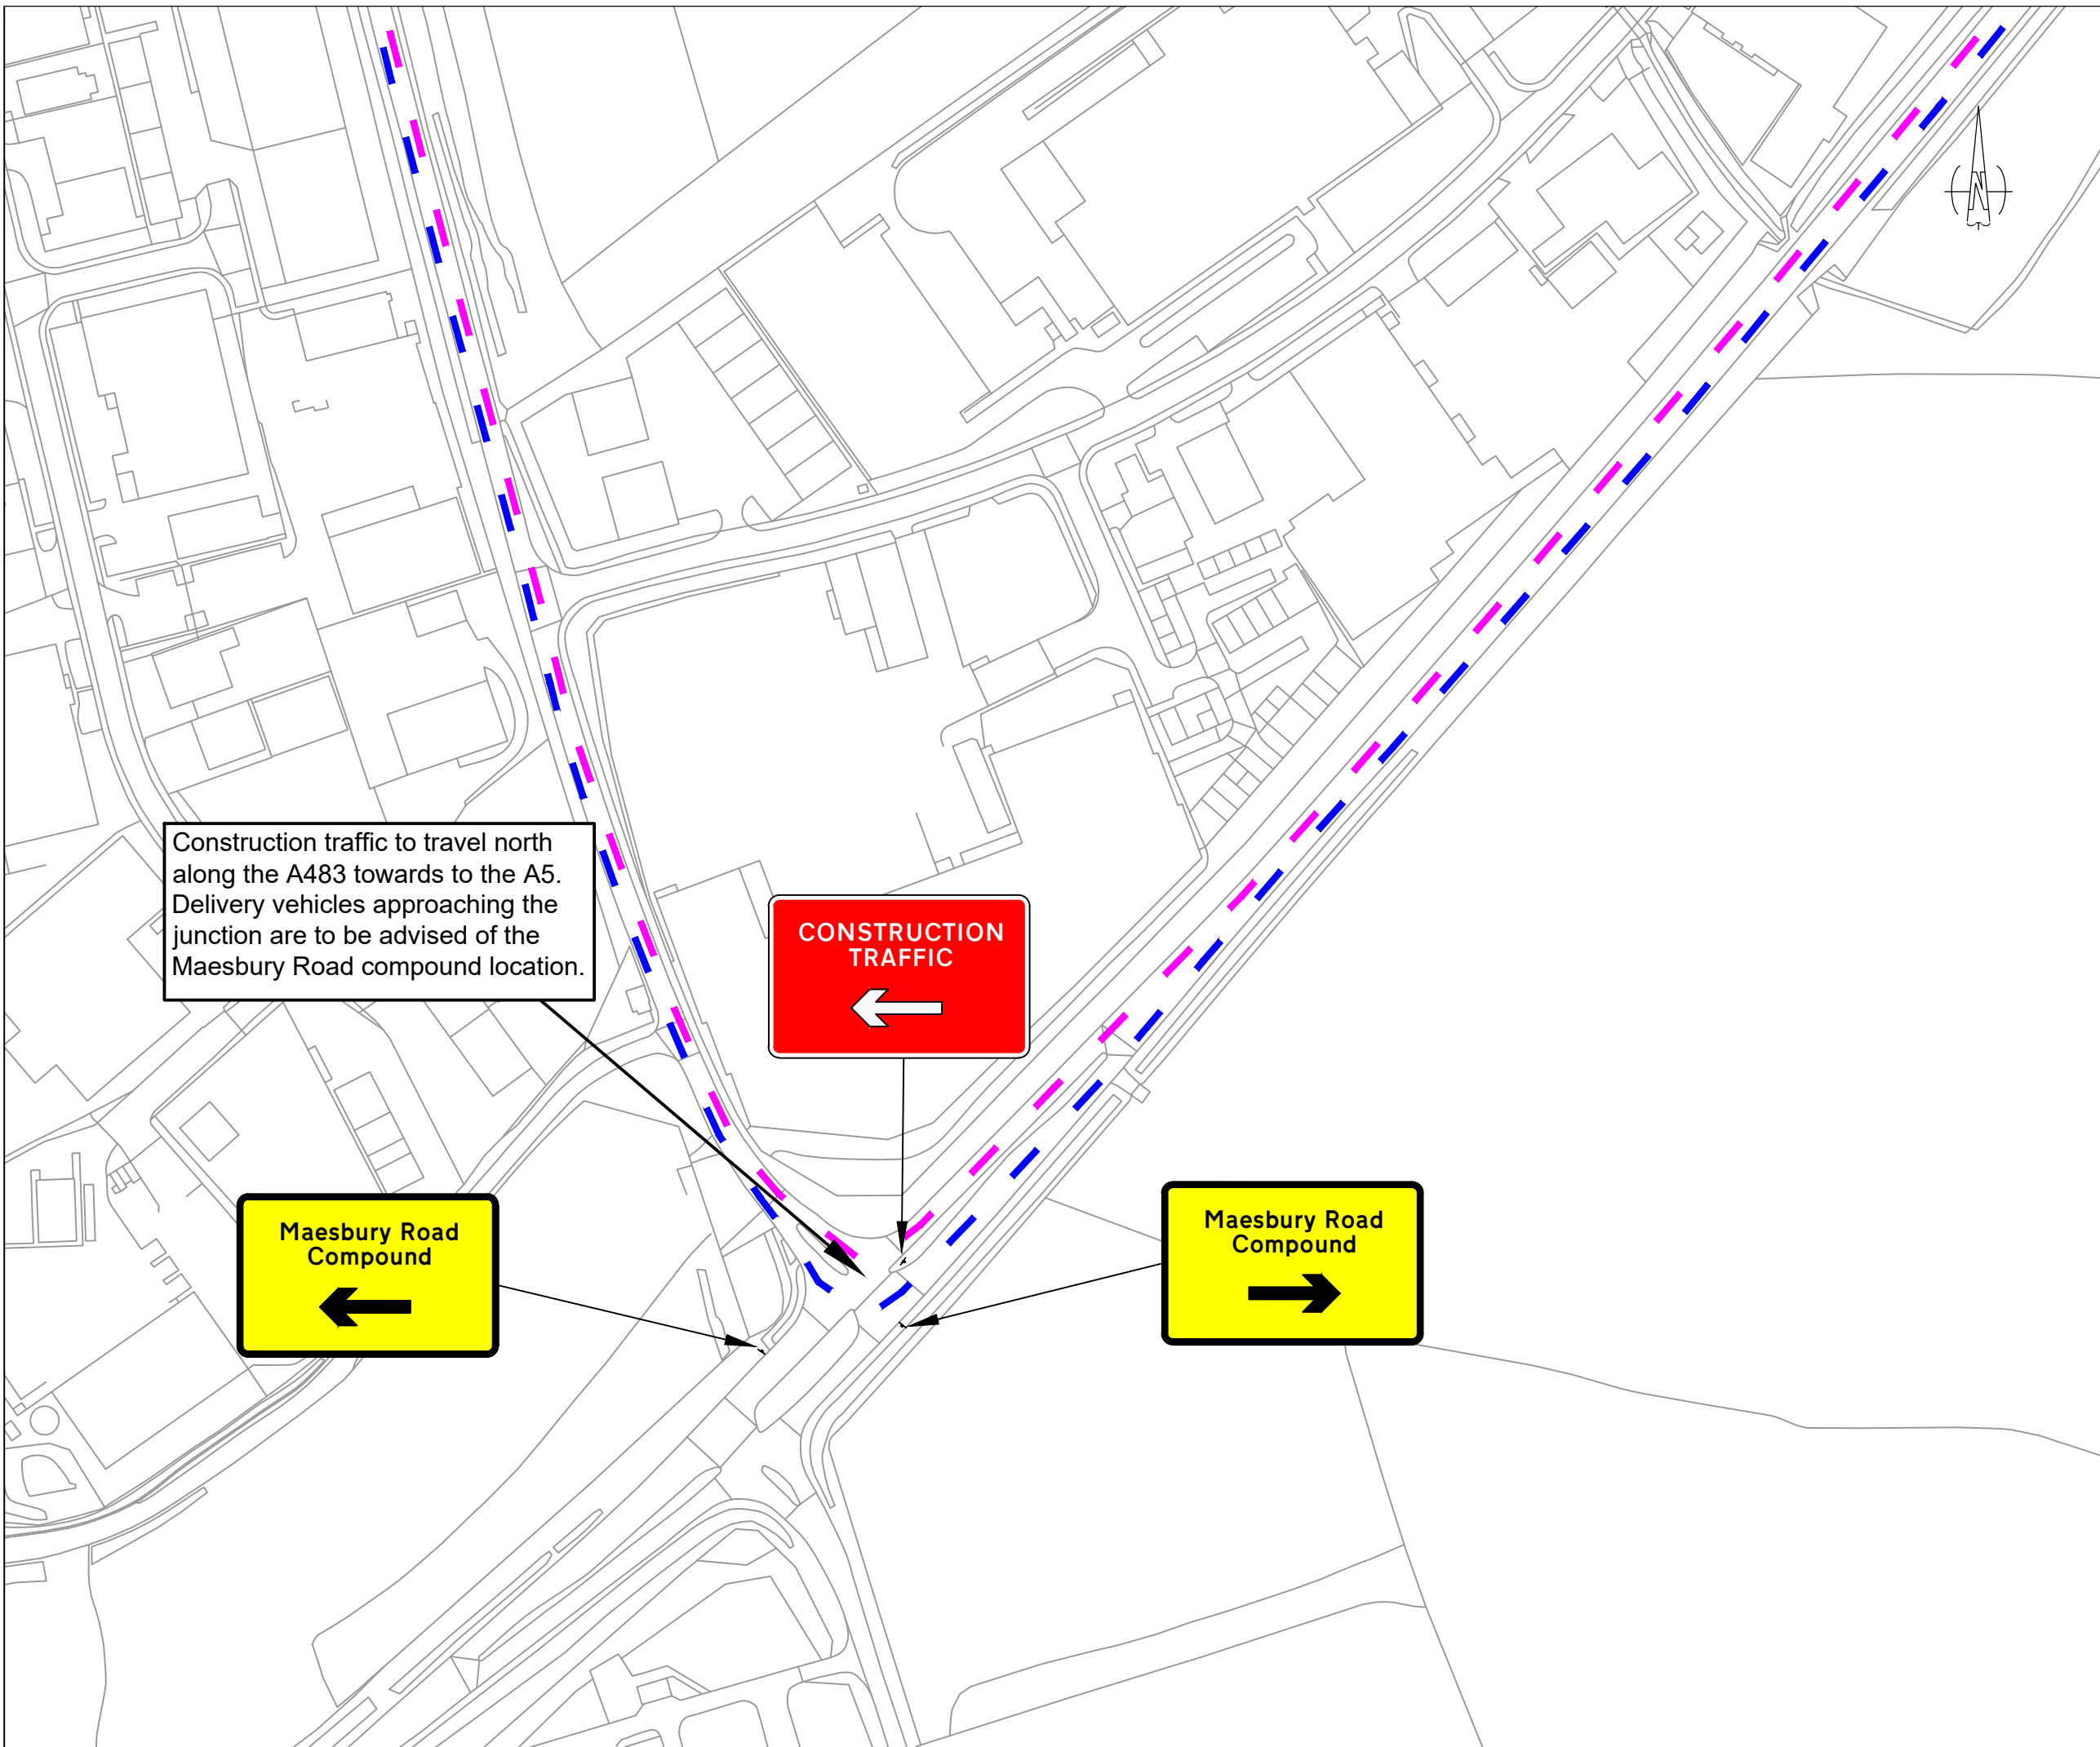 N
Construction traffic to travel north
along the A483 towards to the A5.
Delivery vehicles approaching the
junction are to be advised of the
Maesbury Road compound location.
CONSTRUCTION
TRAFFIC
Maesbury Road
Compound
Maesbury Road
Compound